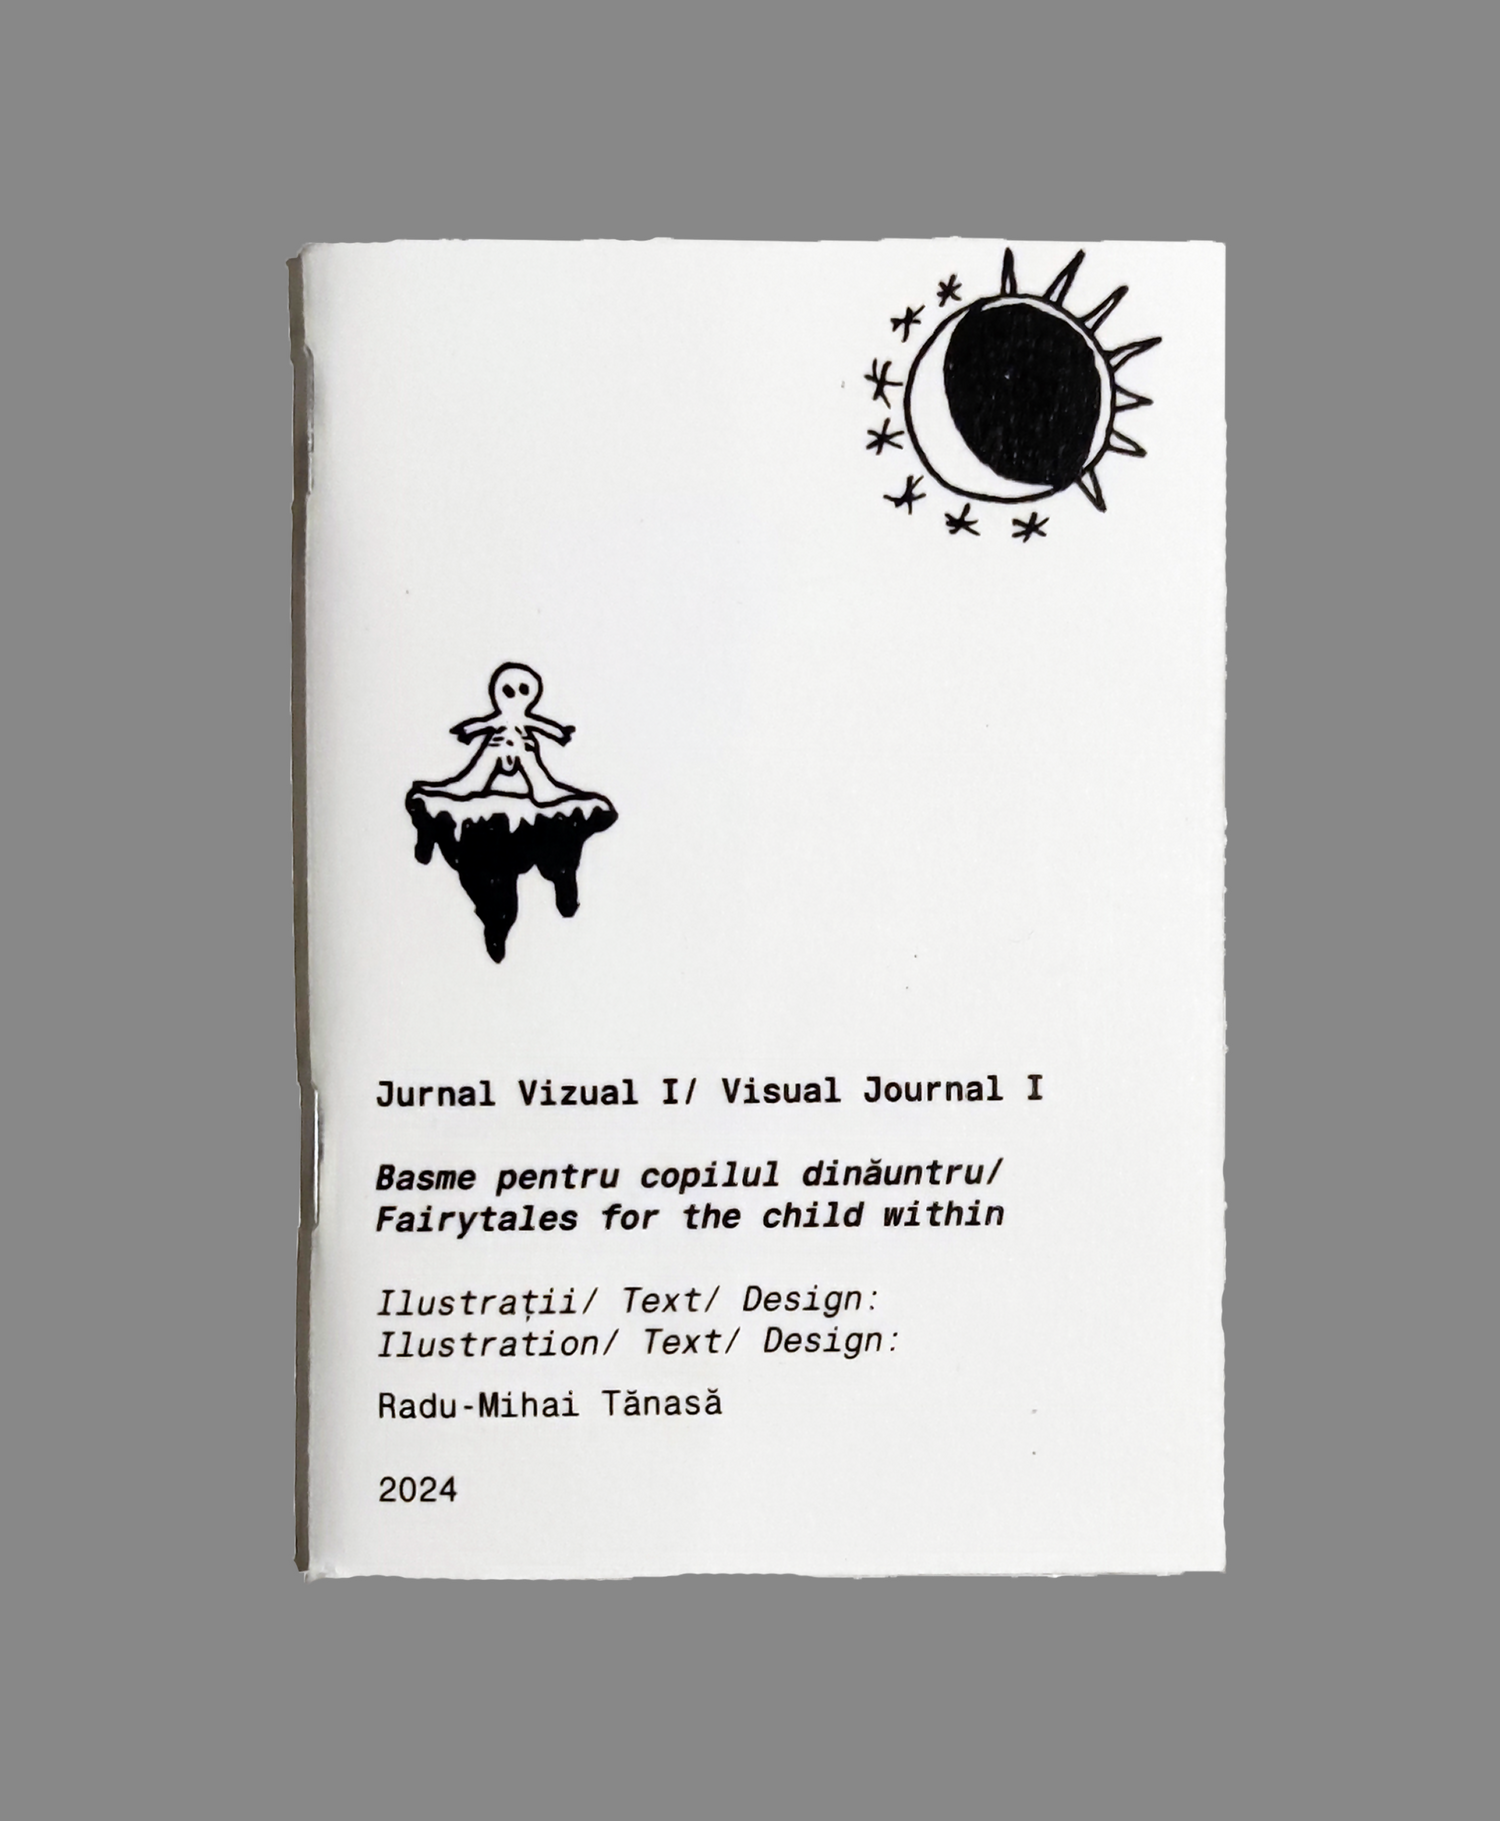 Jurnal Vizual I/ Visual Journal I
Basme pentru copilul dinăuntru/
Fairytales for the child within
Ilustrații/ Text/ Design:
Ilustration/ Text/ Design:
Radu-Mihai Tănasă
2024